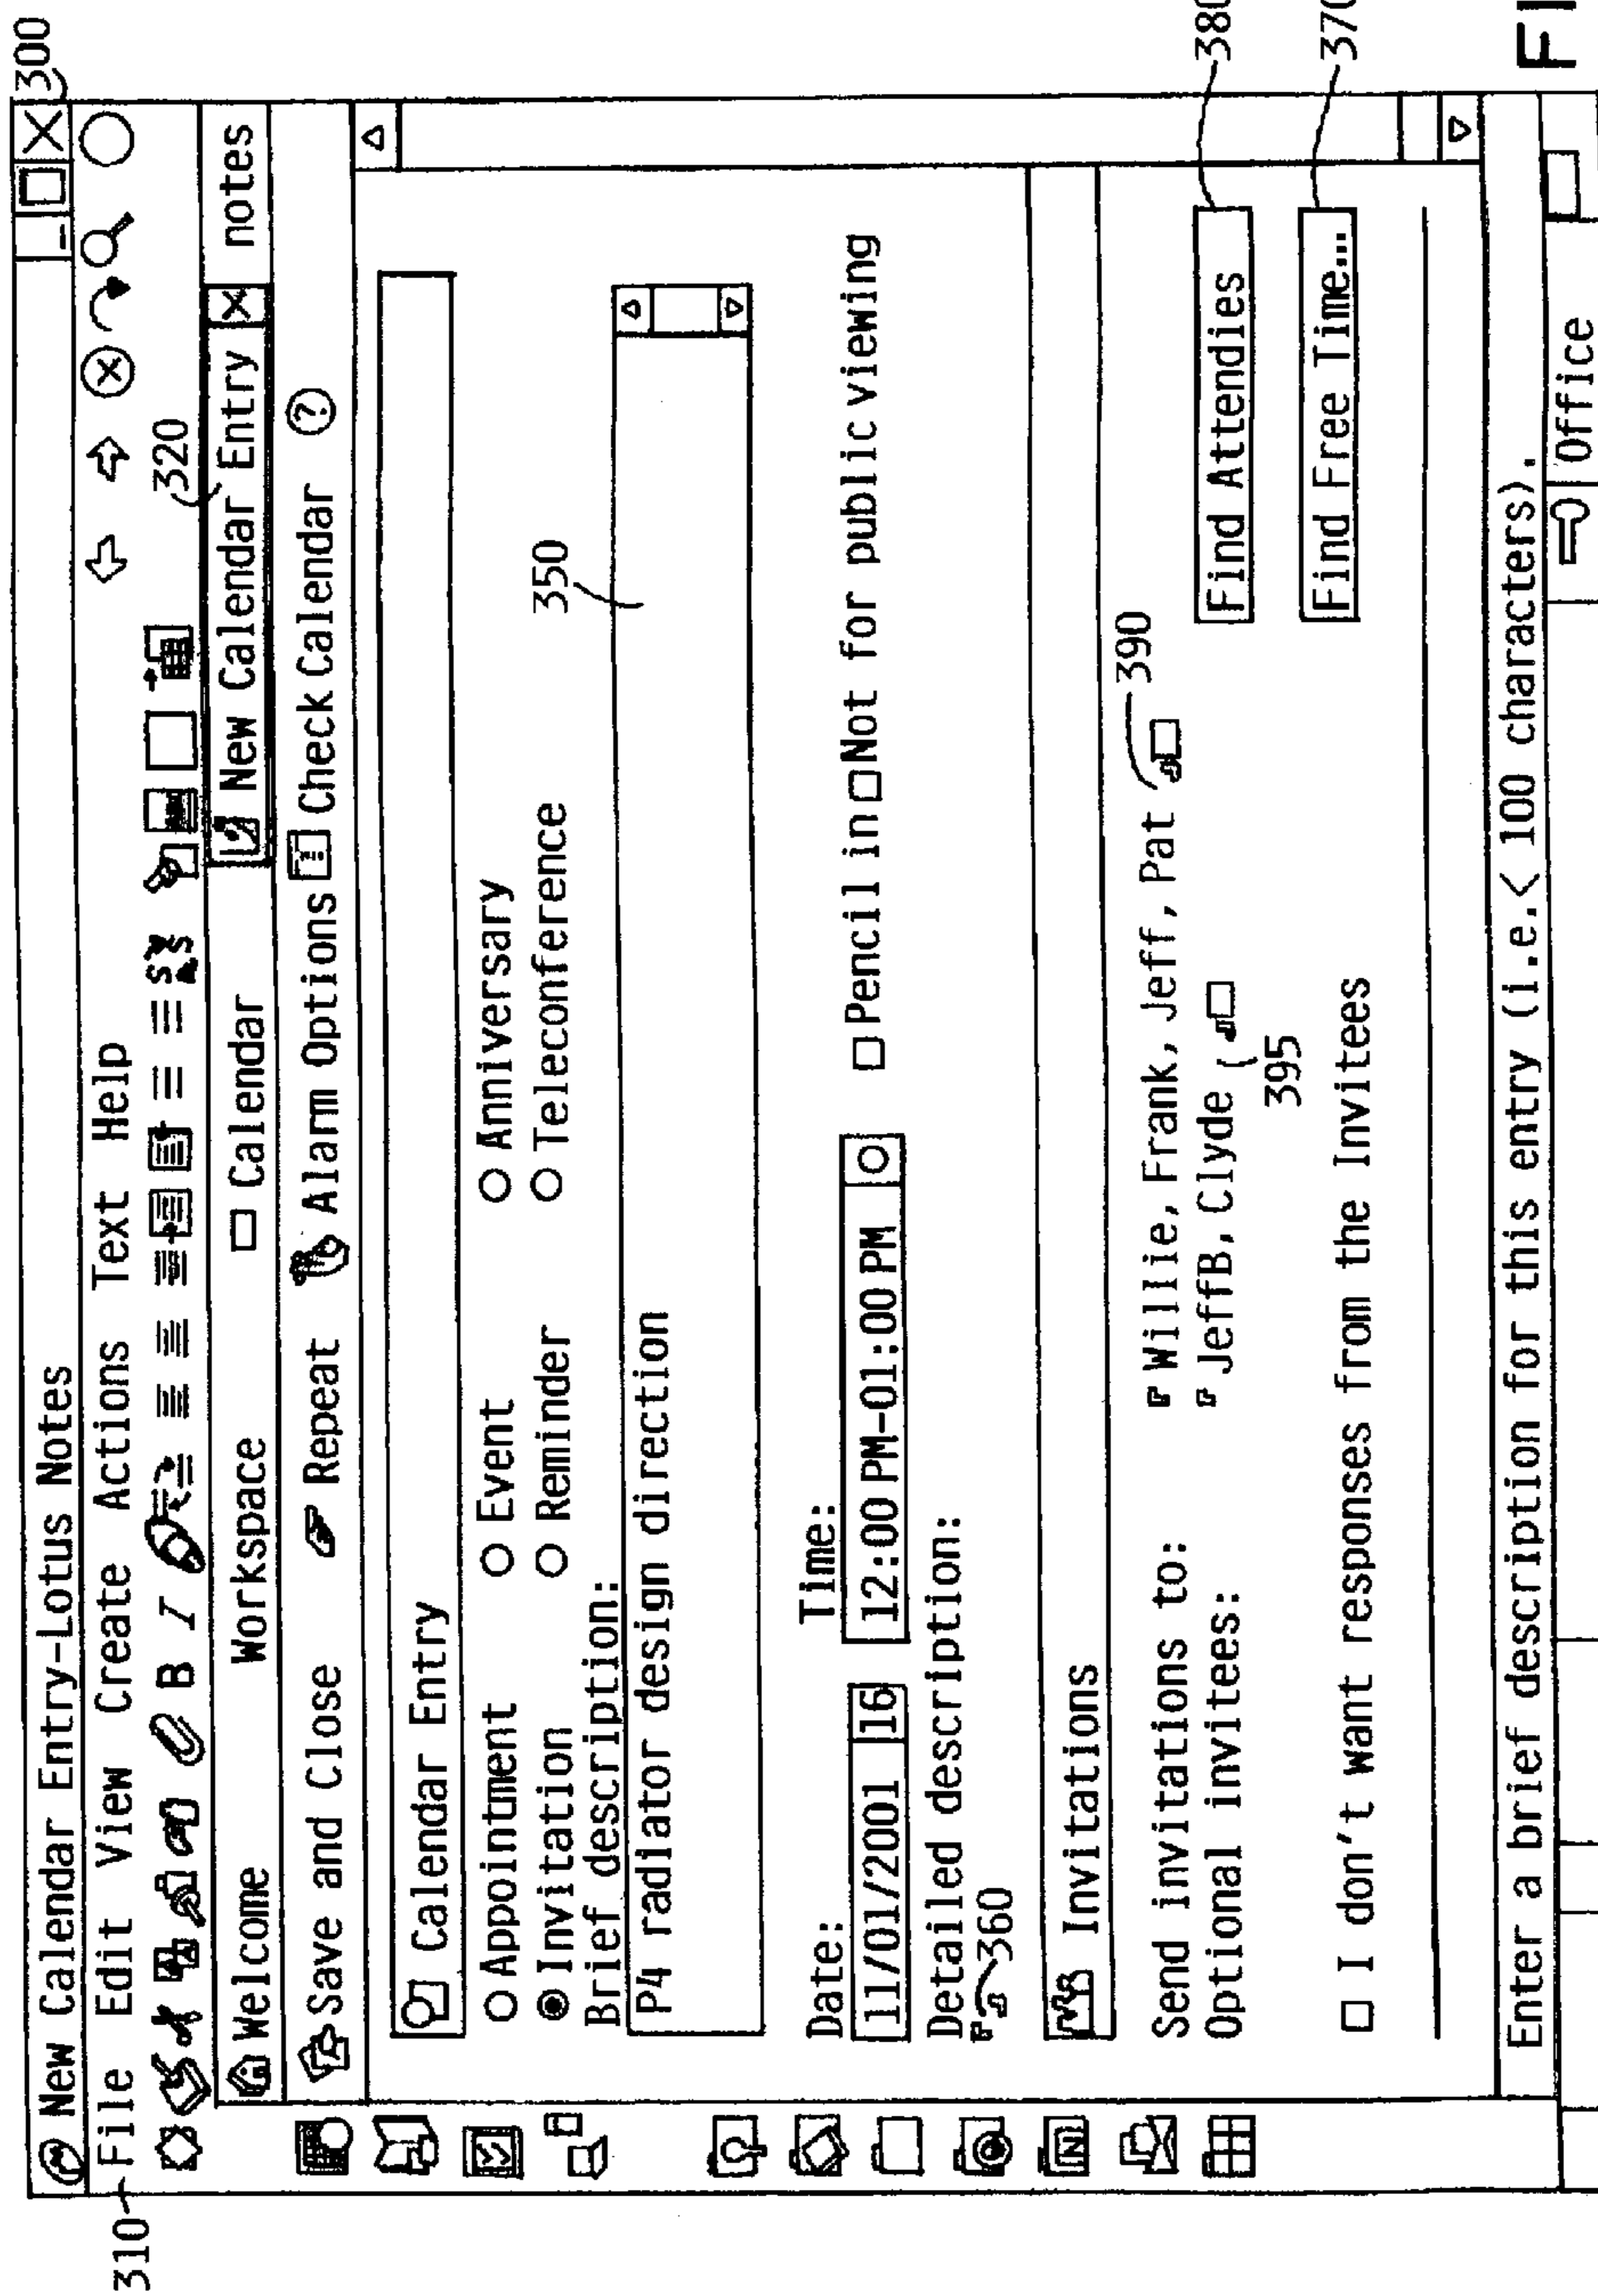 300
New Calendar Entry-Lotus Notes
310 File Edit View Create Actions Text Help
B I
320
Welcome Workspace Calendar New Calendar Entry X notes
Save and Close Repeat Alarm Options Check Calendar ?
Calendar Entry
Appointment Event Anniversary
Invitation Reminder Teleconference
350
Brief description:
P4 radiator design direction
Date: Time:
11/01/2001 16 12:00 PM-01:00 PM Pencil in Not for public viewing
Detailed description:
360
Invitations
390
Send invitations to: Willie, Frank, Jeff, Pat
Optional invitees: JeffB, Clyde
Find Attendies 380
395
Find Free Time... 370
I don't want responses from the Invitees
Enter a brief description for this entry (i.e.< 100 characters).
Office